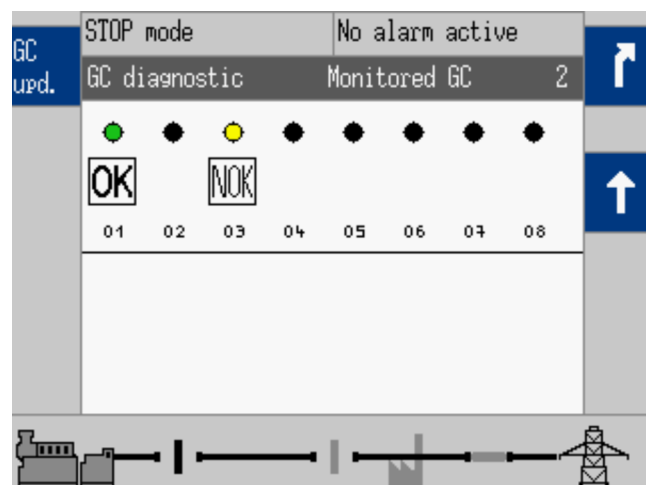 STOP mode No alarm active
GC upd.
GC diagnostic Monitored GC 2
OK NOK
01 02 03 04 05 06 07 08